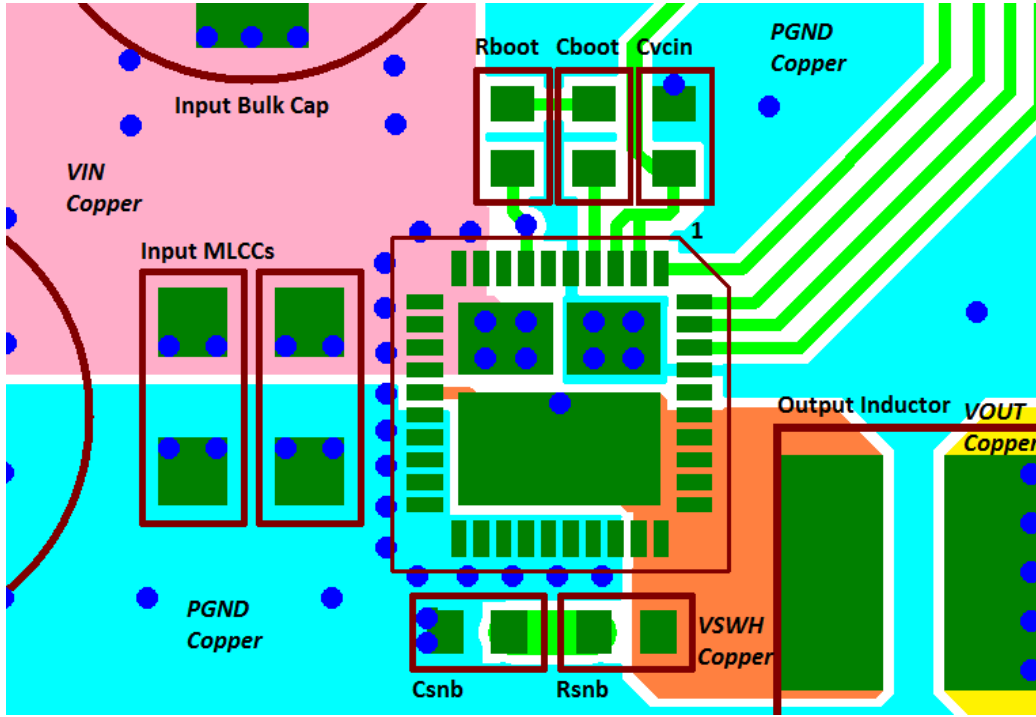 Rboot Cboot Cvcin
PGND
Copper
Input Bulk Cap
VIN
Copper
1
Input MLCCs
Output Inductor
VOUT
Copper
PGND
Copper
VSWH
Copper
Csnb
Rsnb